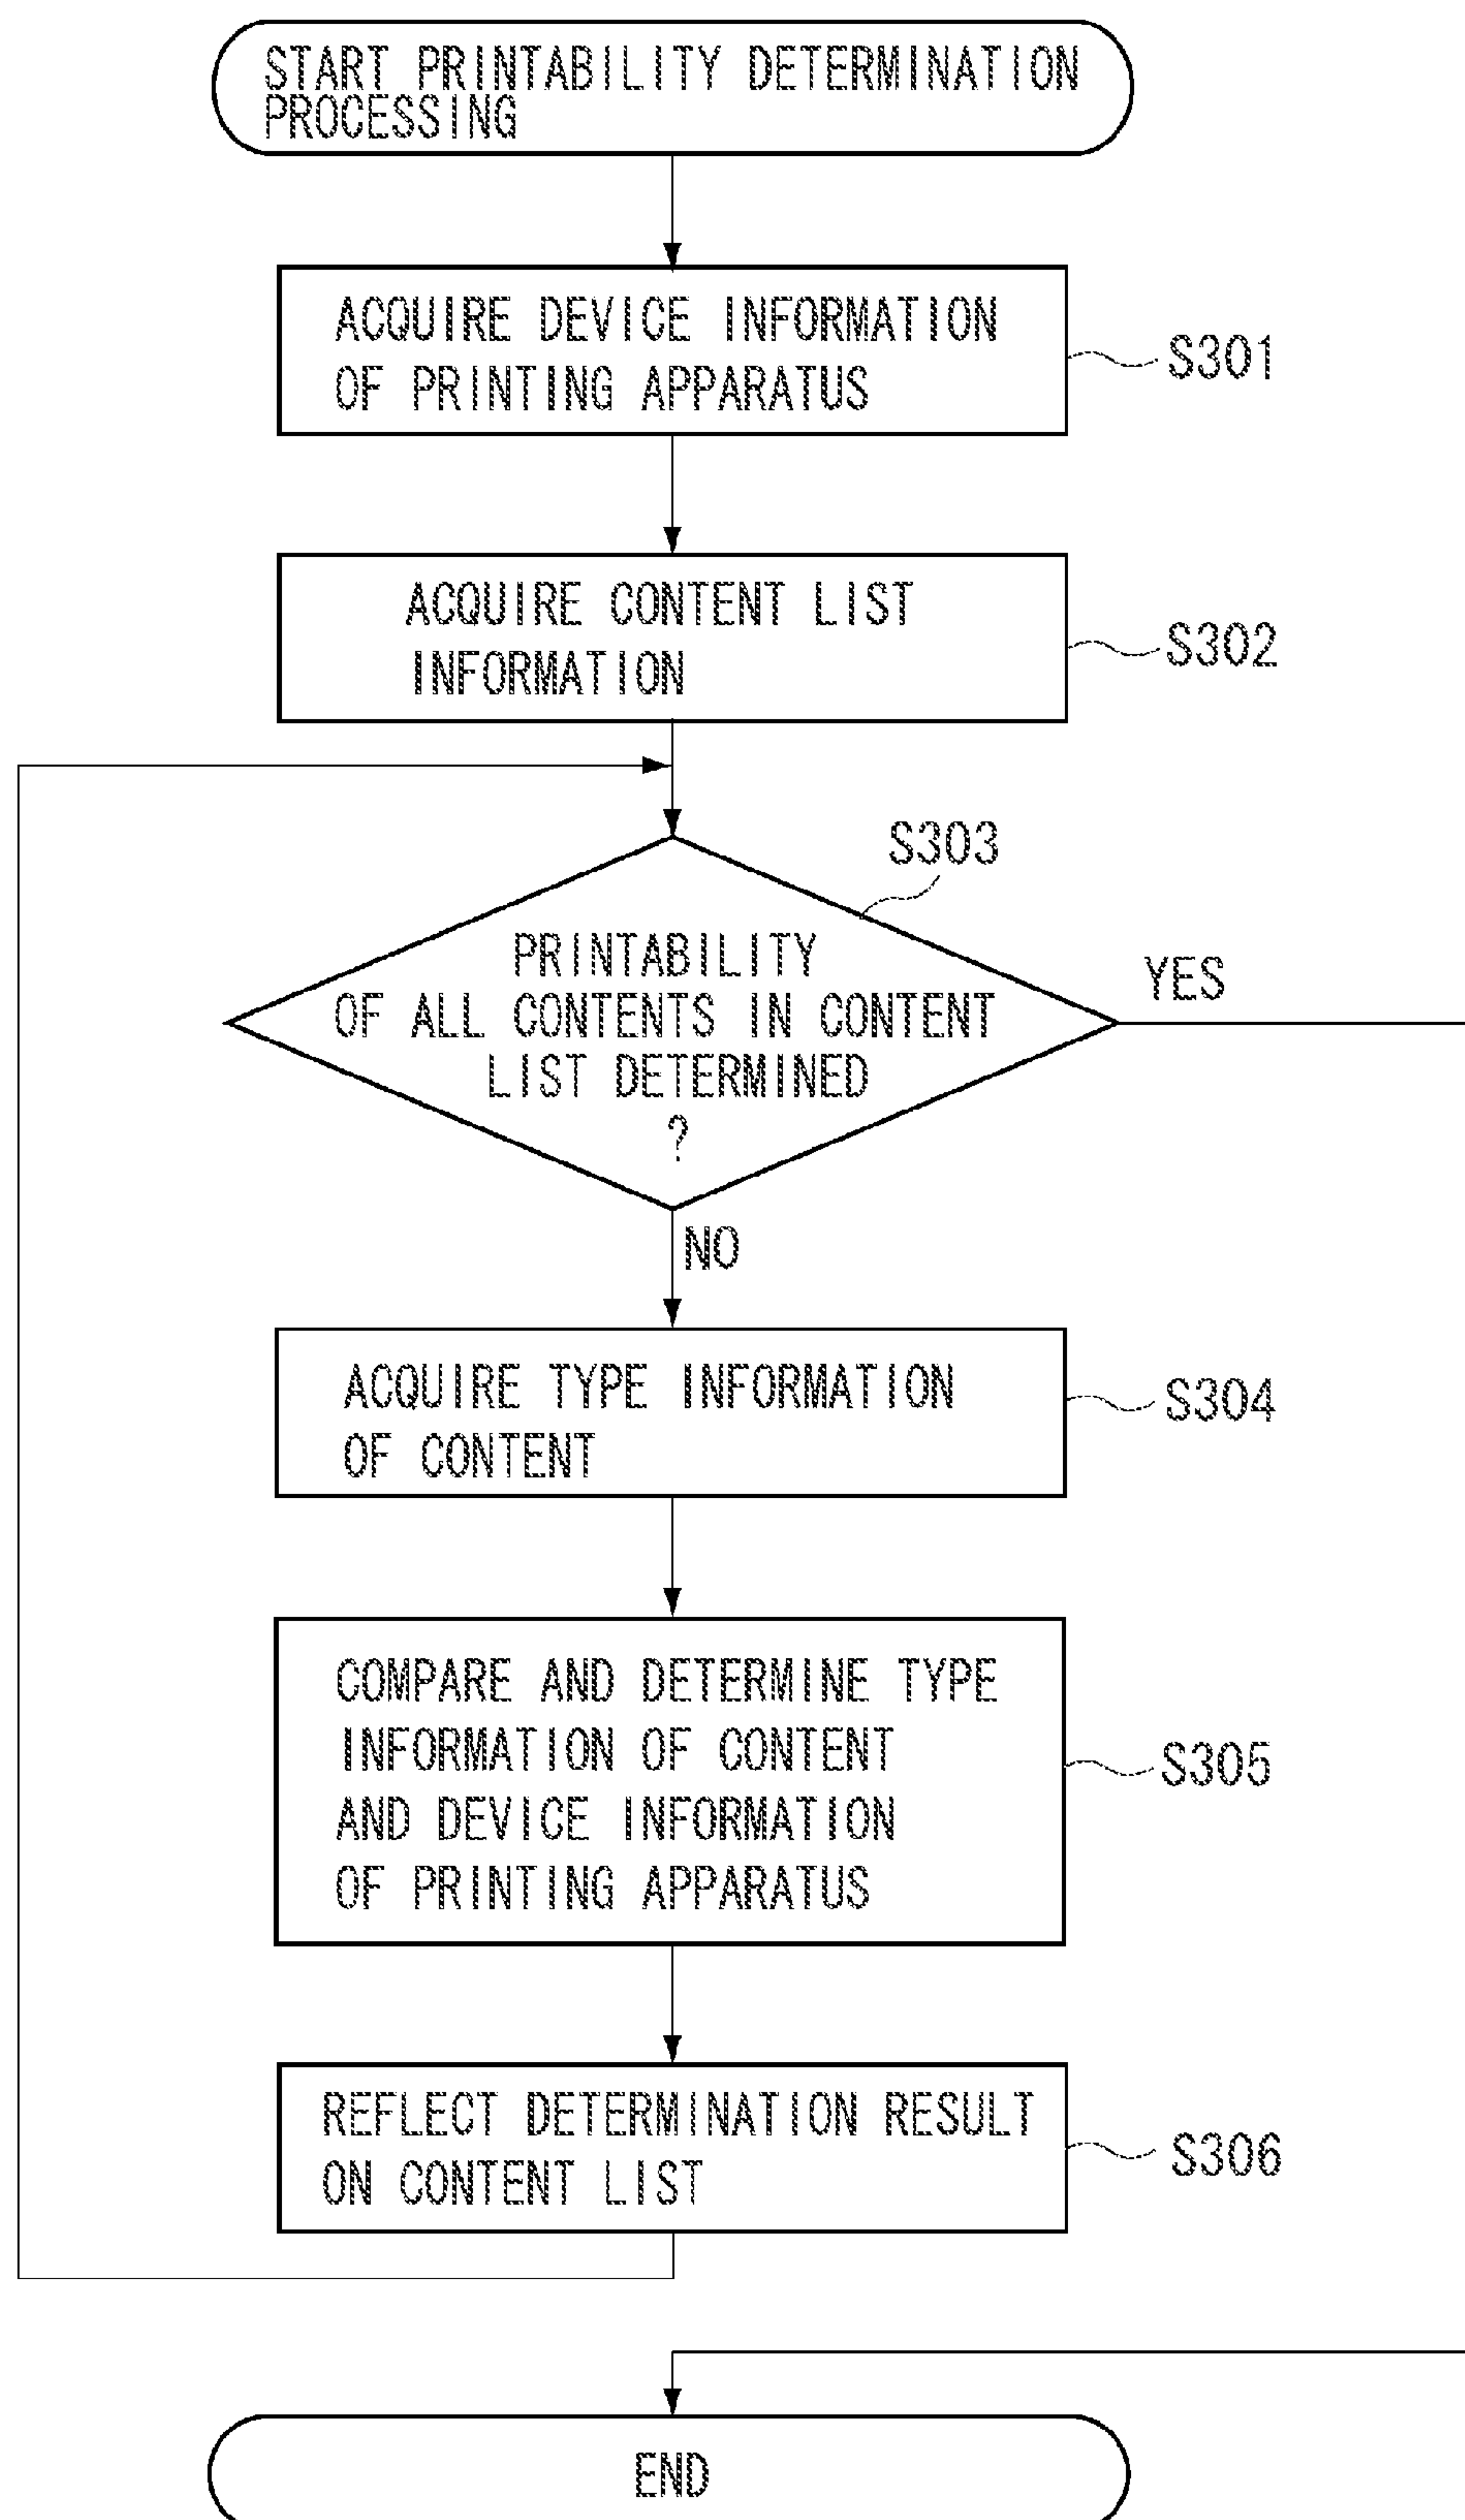 START PRINTABILITY DETERMINATION
PROCESSING
ACQUIRE DEVICE INFORMATION
OF PRINTING APPARATUS
S301
ACQUIRE CONTENT LIST
INFORMATION
S302
S303
PRINTABILITY
OF ALL CONTENTS IN CONTENT
LIST DETERMINED
?
YES
NO
ACQUIRE TYPE INFORMATION
OF CONTENT
S304
COMPARE AND DETERMINE TYPE
INFORMATION OF CONTENT
AND DEVICE INFORMATION
OF PRINTING APPARATUS
S305
REFLECT DETERMINATION RESULT
ON CONTENT LIST
S306
END